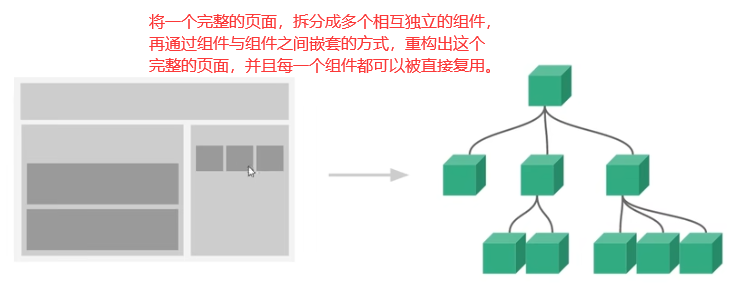 将一个完整的页面，拆分成多个相互独立的组件，
再通过组件与组件之间嵌套的方式，重构出这个
完整的页面，并且每一个组件都可以被直接复用。